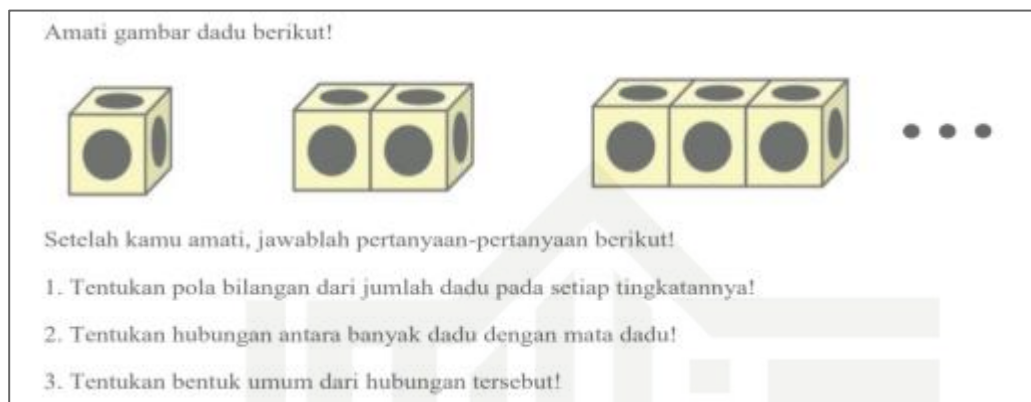 Amati gambar dadu berikut!
Setelah kamu amati, jawablah pertanyaan-pertanyaan berikut!
1. Tentukan pola bilangan dari jumlah dadu pada setiap tingkatannya!
2. Tentukan hubungan antara banyak dadu dengan mata dadu!
3. Tentukan bentuk umum dari hubungan tersebut!